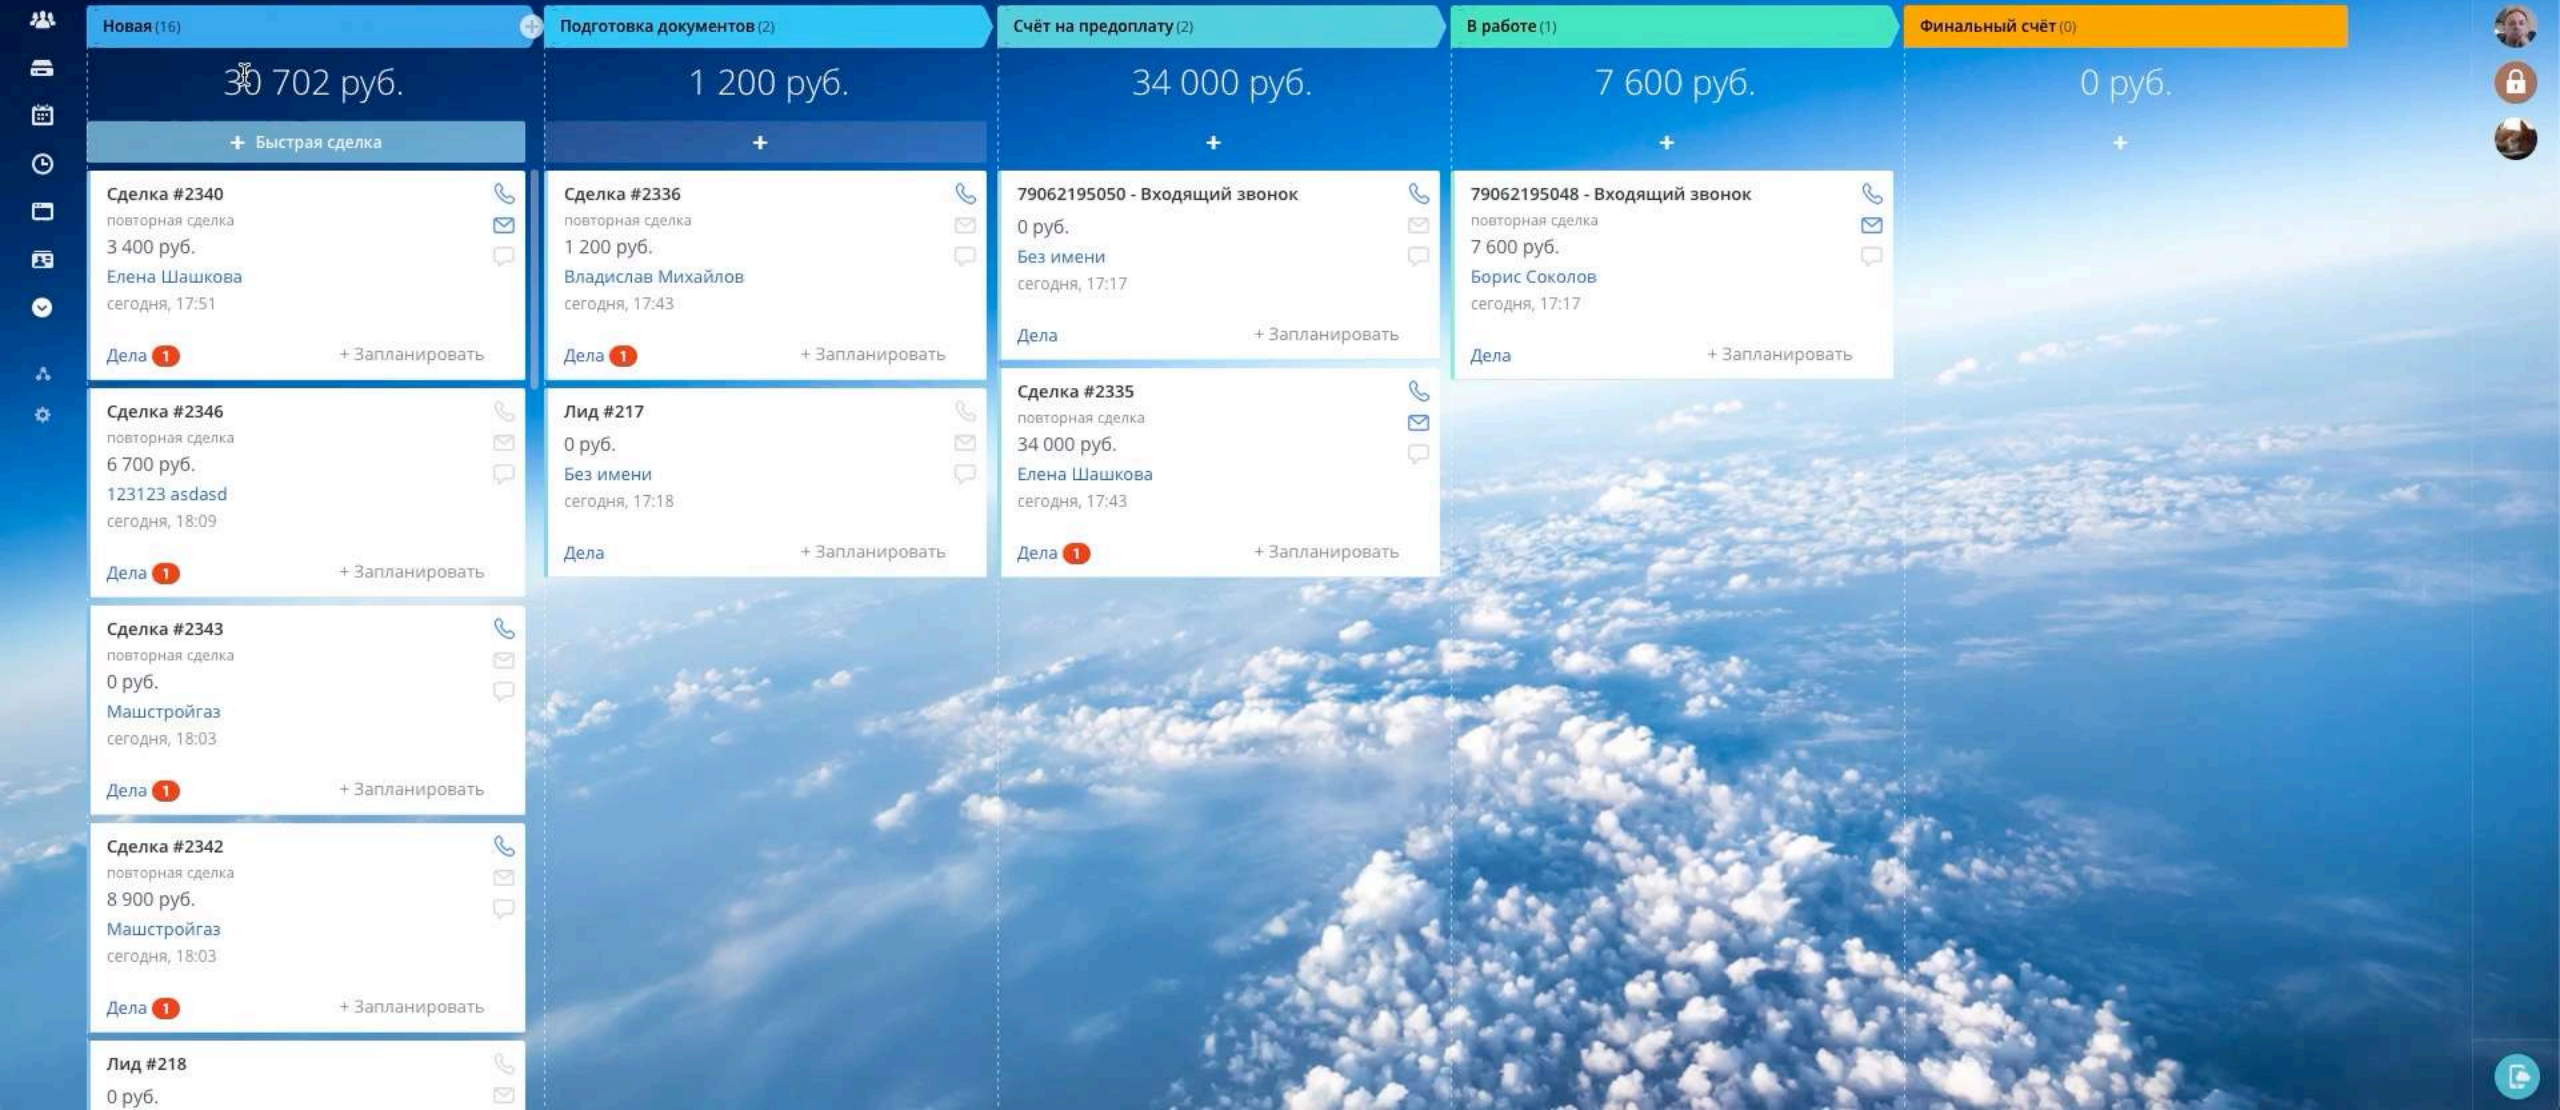 Новая (16)
30 702 руб.
+ Быстрая сделка
Сделка #2340
повторная сделка
3 400 руб.
Елена Шашкова
сегодня, 17:51
Дела 1 + Запланировать
Сделка #2346
повторная сделка
6 700 руб.
123123 asdasd
сегодня, 18:09
Дела 1 + Запланировать
Сделка #2343
повторная сделка
0 руб.
Машстройгаз
сегодня, 18:03
Дела 1 + Запланировать
Сделка #2342
повторная сделка
8 900 руб.
Машстройгаз
сегодня, 18:03
Дела 1 + Запланировать
Лид #218
0 руб.
Подготовка документов (2)
1 200 руб.
+
Сделка #2336
повторная сделка
1 200 руб.
Владислав Михайлов
сегодня, 17:43
Дела 1 + Запланировать
Лид #217
0 руб.
Без имени
сегодня, 17:18
Дела + Запланировать
Счёт на предоплату (2)
34 000 руб.
+
79062195050 - Входящий звонок
0 руб.
Без имени
сегодня, 17:17
Дела + Запланировать
Сделка #2335
повторная сделка
34 000 руб.
Елена Шашкова
сегодня, 17:43
Дела 1 + Запланировать
В работе (1)
7 600 руб.
+
79062195048 - Входящий звонок
повторная сделка
7 600 руб.
Борис Соколов
сегодня, 17:17
Дела + Запланировать
Финальный счёт (0)
0 руб.
+